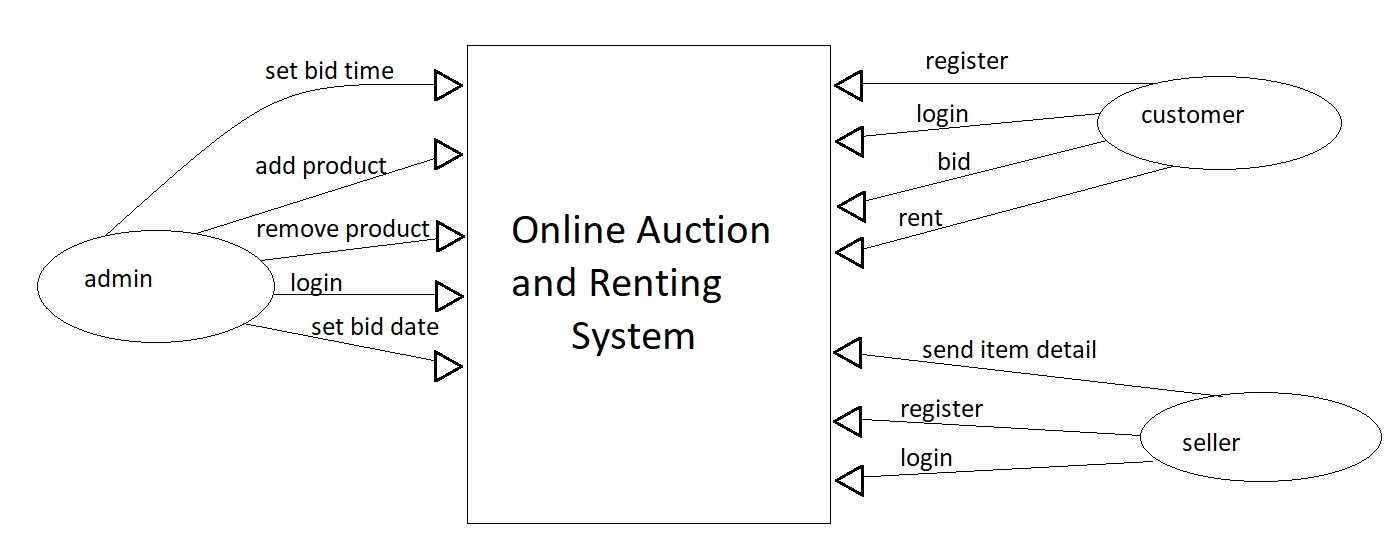 set bid time
add product
remove product
admin
login
set bid date
Online Auction
and Renting
System
register
customer
login
bid
rent
send item detail
register
seller
login